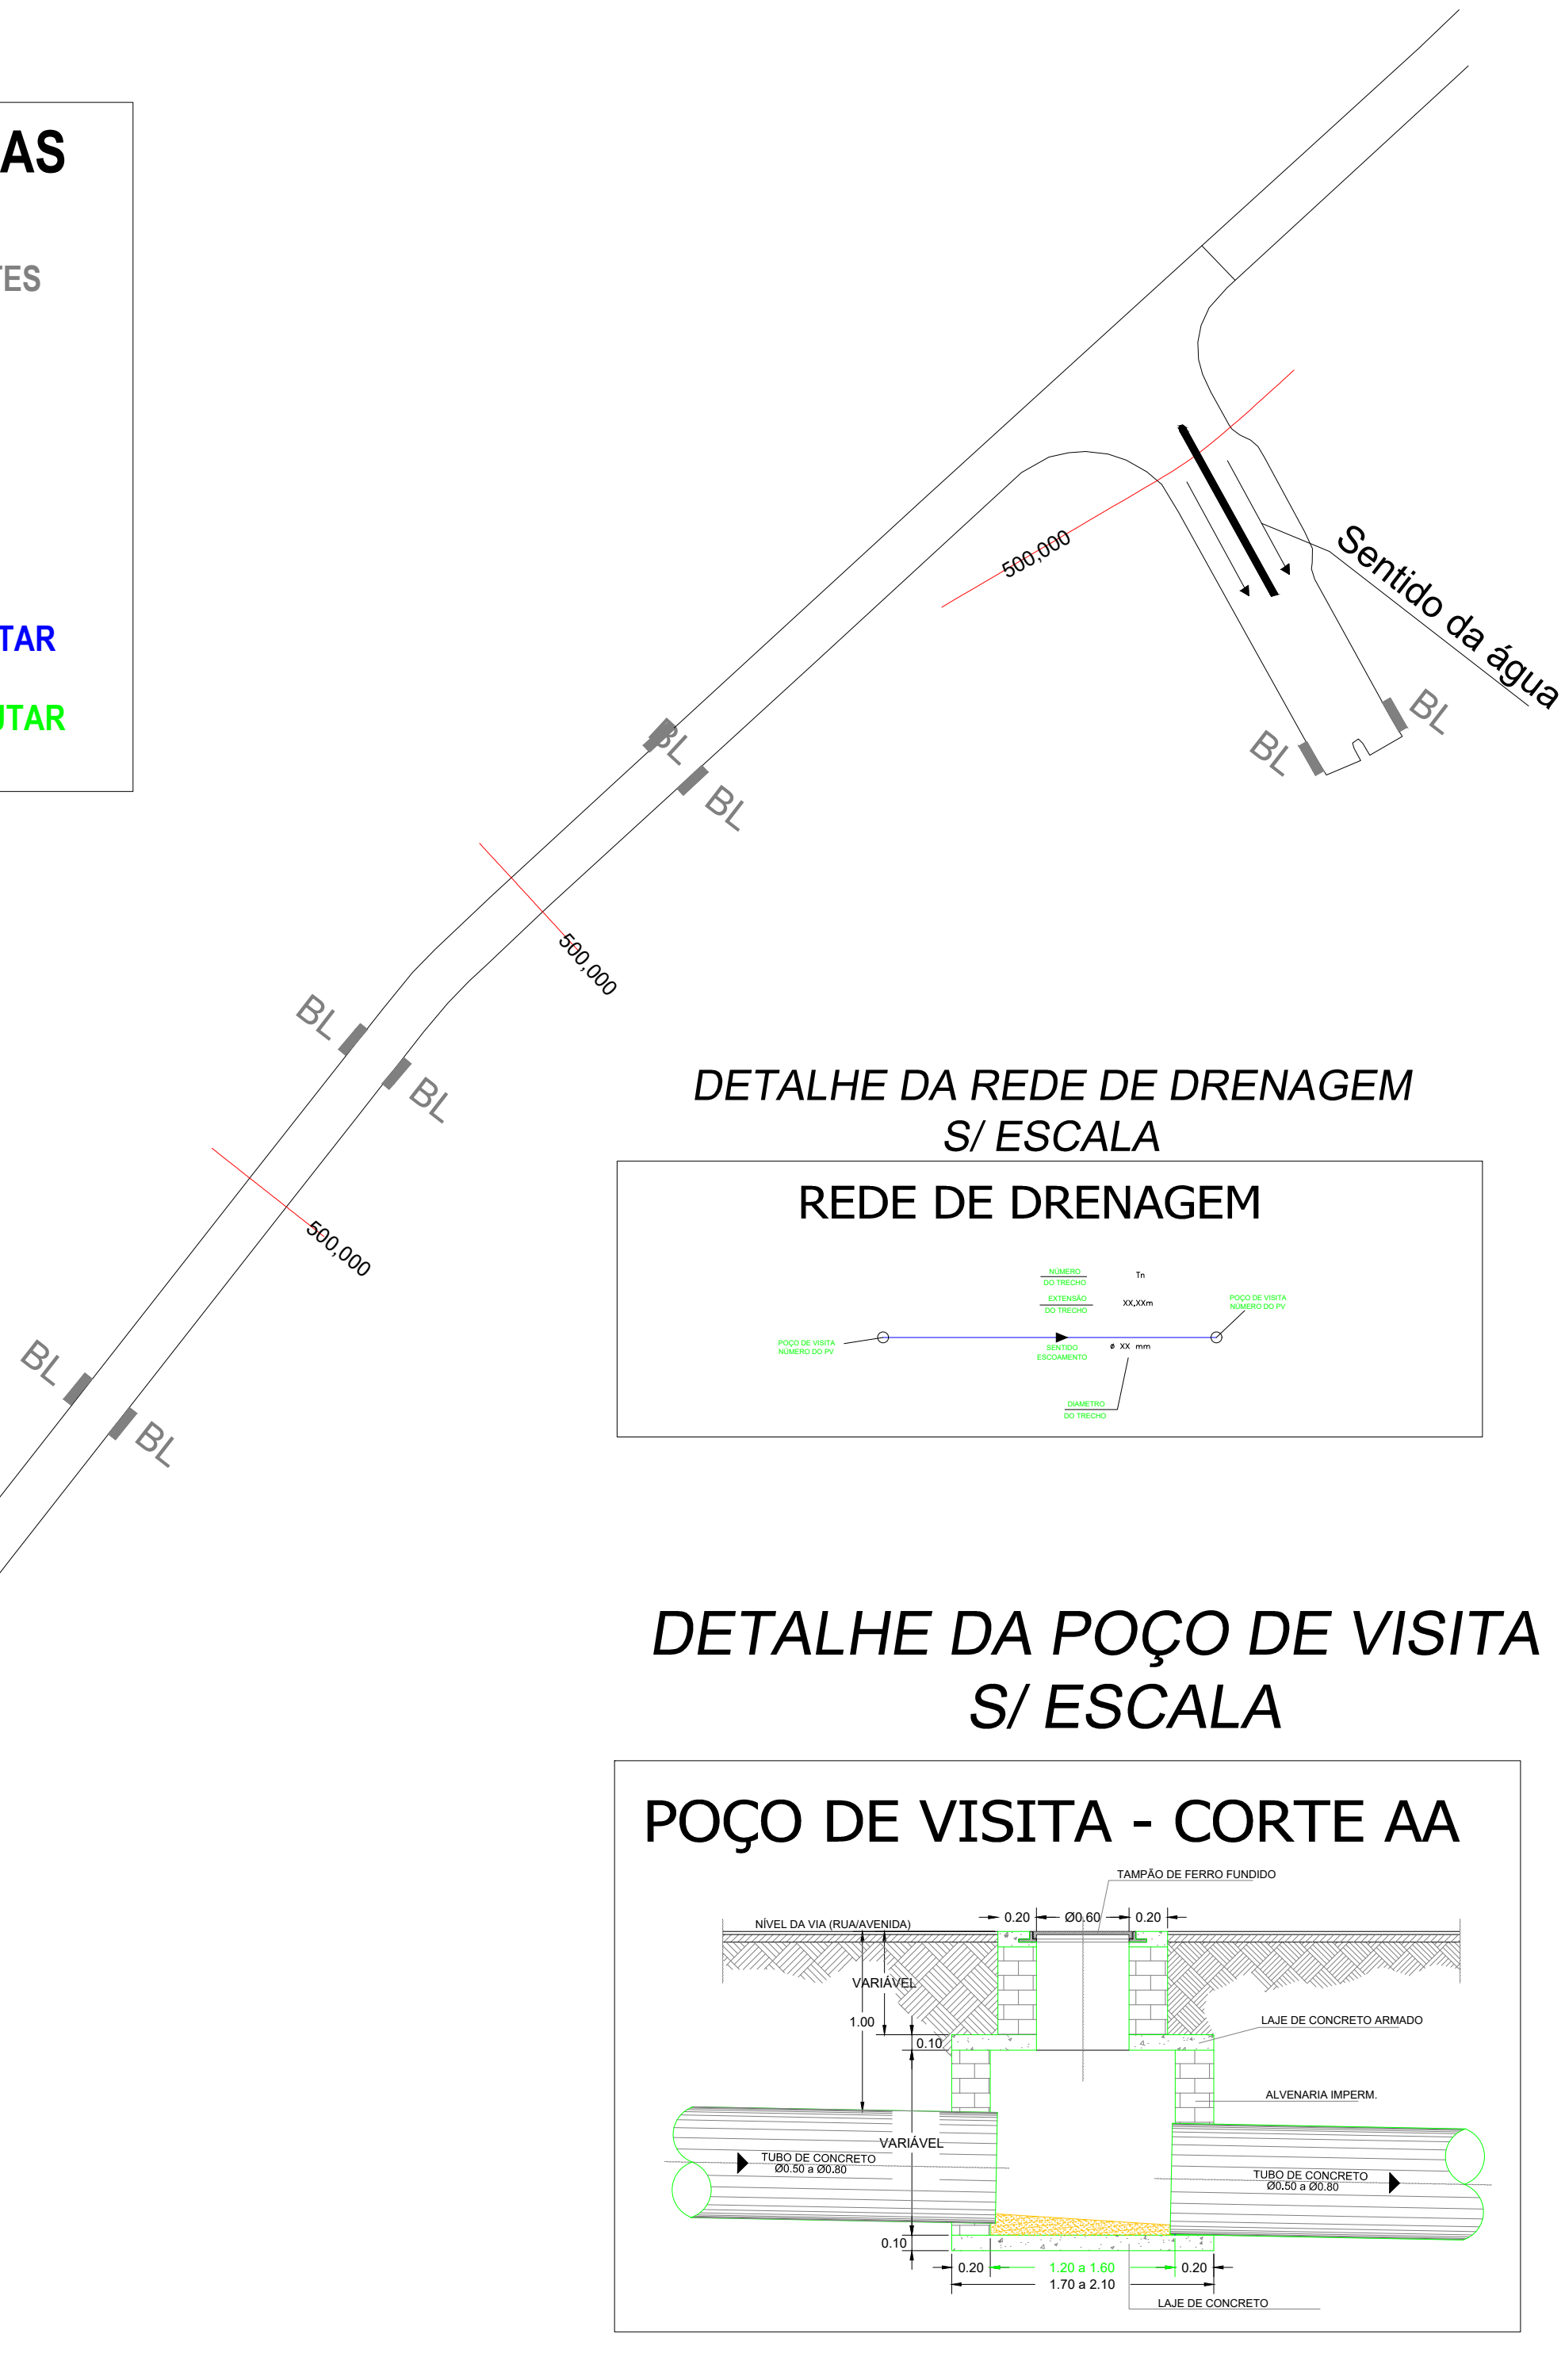 AS
TES
TAR
UTAR
500,000
Sentido da água
BL
BL
BL
BL
500,000
BL
BL
500,000
BL
BL
DETALHE DA REDE DE DRENAGEM
S/ ESCALA
REDE DE DRENAGEM
NÚMERO
DO TRECHO
Tn
EXTENSÃO
DO TRECHO
XX,XXm
POÇO DE VISITA
NÚMERO DO PV
POÇO DE VISITA
NÚMERO DO PV
SENTIDO
ESCOAMENTO
ø XX mm
DIAMETRO
DO TRECHO
DETALHE DA POÇO DE VISITA
S/ ESCALA
POÇO DE VISITA - CORTE AA
TAMPÃO DE FERRO FUNDIDO
NÍVEL DA VIA (RUA/AVENIDA)
0.20
Ø0.60
0.20
VARIÁVEL
1.00
0.10
LAJE DE CONCRETO ARMADO
ALVENARIA IMPERM.
VARIÁVEL
TUBO DE CONCRETO
Ø0.50 a Ø0.80
TUBO DE CONCRETO
Ø0.50 a Ø0.80
0.10
0.20
1.20 a 1.60
0.20
1.70 a 2.10
LAJE DE CONCRETO